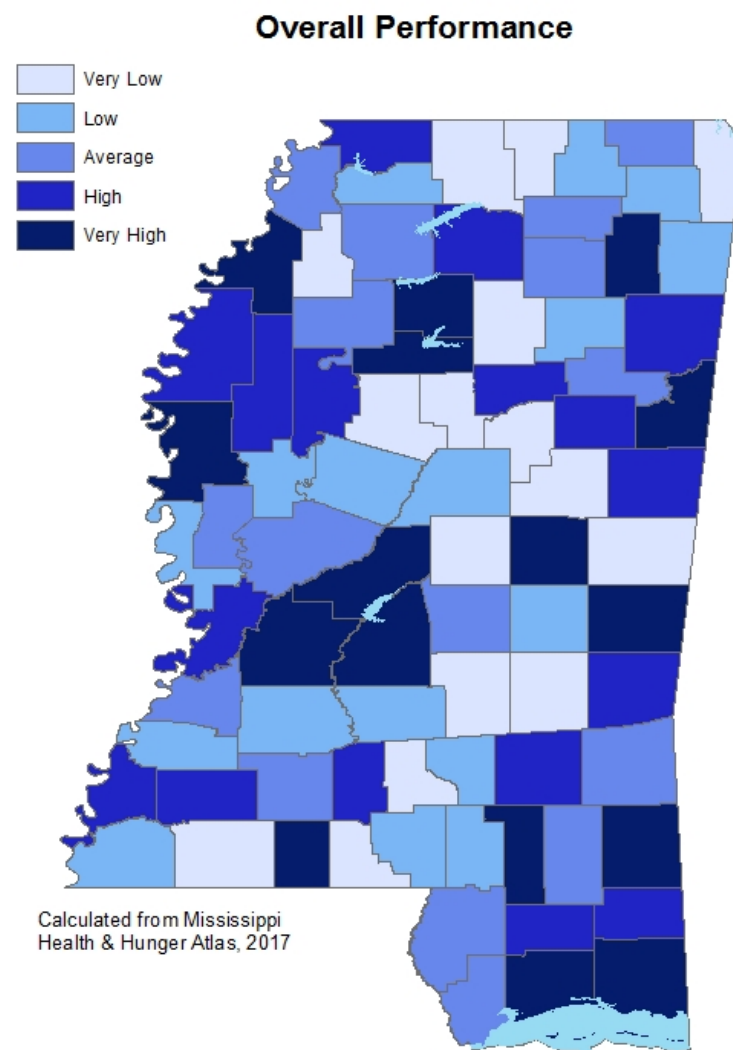 Overall Performance
Very Low
Low
Average
High
Very High
Calculated from Mississippi
Health & Hunger Atlas, 2017